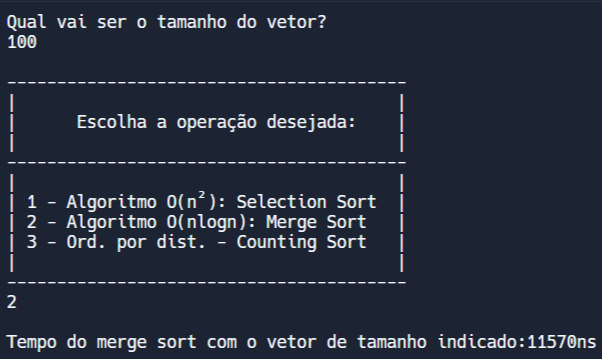 Qual vai ser o tamanho do vetor?
100
----------------------------------------
|                                      |
|      Escolha a operação desejada:    |
|                                      |
----------------------------------------
|                                      |
| 1 - Algoritmo O(n²): Selection Sort  |
| 2 - Algoritmo O(nlogn): Merge Sort   |
| 3 - Ord. por dist. - Counting Sort   |
|                                      |
----------------------------------------
2
Tempo do merge sort com o vetor de tamanho indicado:11570ns